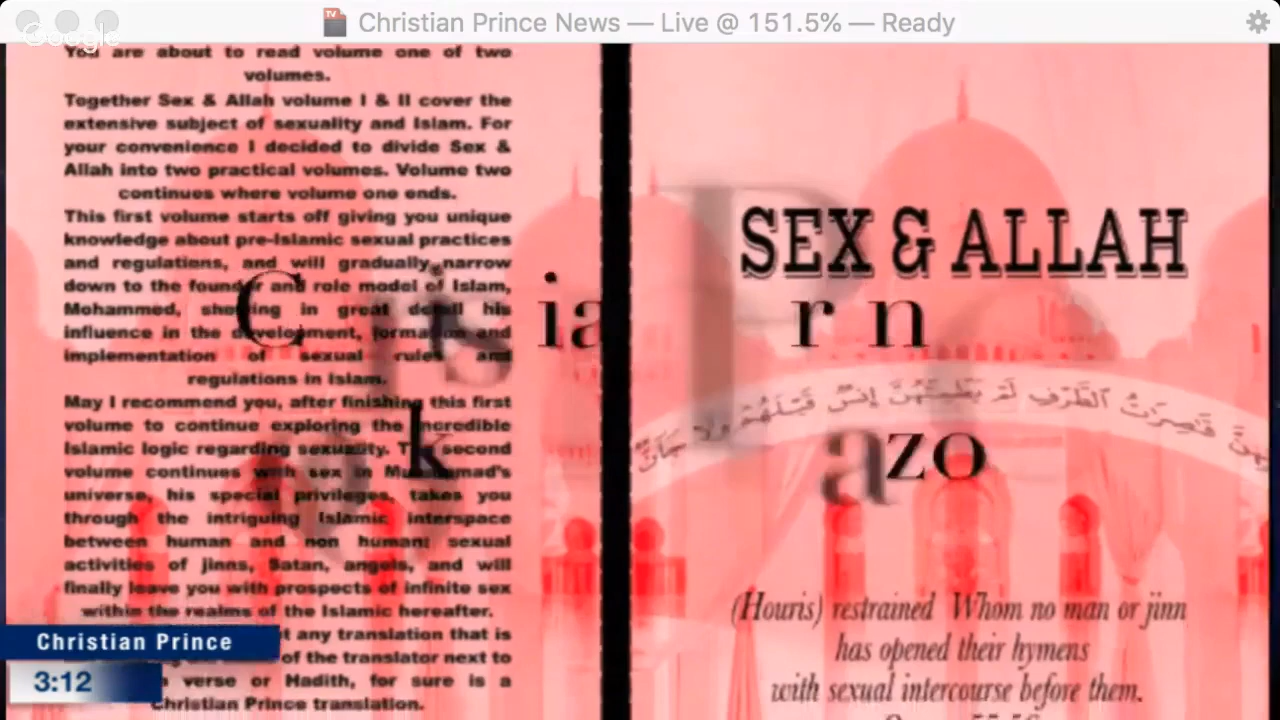 Christian Prince News — Live @ 151.5% — Ready
Google
You are about to read volume one of two
volumes.
Together Sex & Allah volume I & II cover the
extensive subject of sexuality and Islam. For
your convenience I decided to divide Sex &
Allah into two practical volumes. Volume two
continues where volume one ends.
This first volume starts off giving you unique
knowledge about pre-Islamic sexual practices
and regulations, and will gradually narrow
down to the founder and role model of Islam,
Mohammed, showing in great detail his
influence in the development, formation and
implementation of sexual rules and
regulations in Islam.
May I recommend you, after finishing this first
volume to continue exploring the incredible
Islamic logic regarding sexuality. The second
volume continues with sex in Muhammad's
universe, his special privileges, takes you
through the intriguing Islamic interspace
between human and non human: sexual
activities of jinns, Satan, angels, and will
finally leave you with prospects of infinite sex
within the realms of the Islamic hereafter.
any translation that is
of the translator next to
verse or Hadith, for sure is a
Christian Prince translation.
Christian Prince
3:12
SEX & ALLAH
قَصِرَٰتُ ٱلطَّرْفِ لَمْ يَطْمِثْهُنَّ إِنسٌ قَبْلَهُمْ وَلَا جَآنٌّ
(Houris) restrained Whom no man or jinn
has opened their hymens
with sexual intercourse before them.